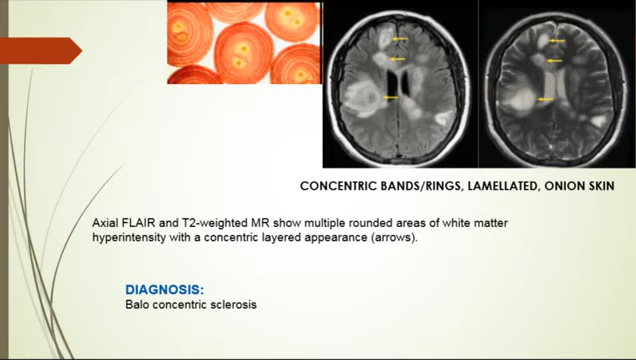 CONCENTRIC BANDS/RINGS, LAMELLATED, ONION SKIN
Axial FLAIR and T2-weighted MR show multiple rounded areas of white matter
hyperintensity with a concentric layered appearance (arrows).
DIAGNOSIS:
Balo concentric sclerosis